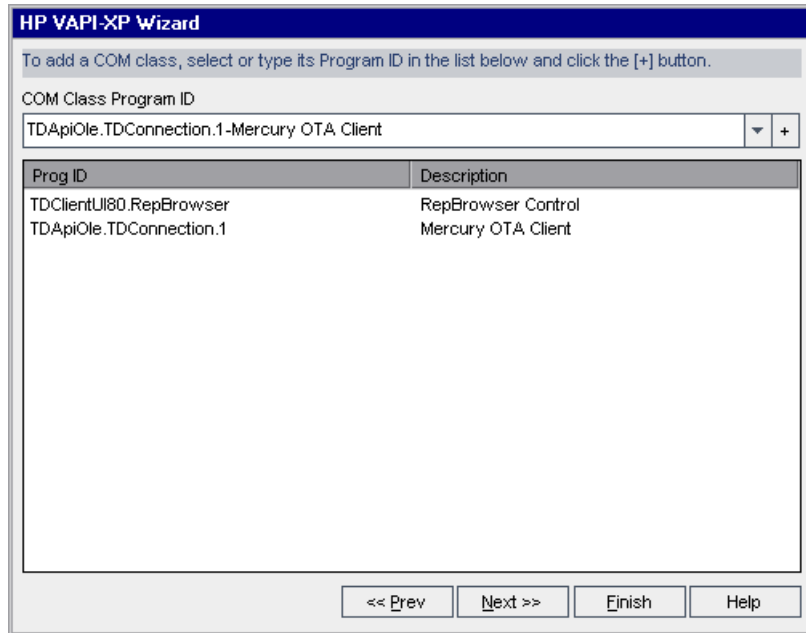 HP VAPI-XP Wizard
To add a COM class, select or type its Program ID in the list below and click the [+] button.
COM Class Program ID
TDApiOle.TDConnection.1-Mercury OTA Client +
Prog ID Description
TDClientUI80.RepBrowser RepBrowser Control
TDApiOle.TDConnection.1 Mercury OTA Client
<< Prev Next >> Finish Help